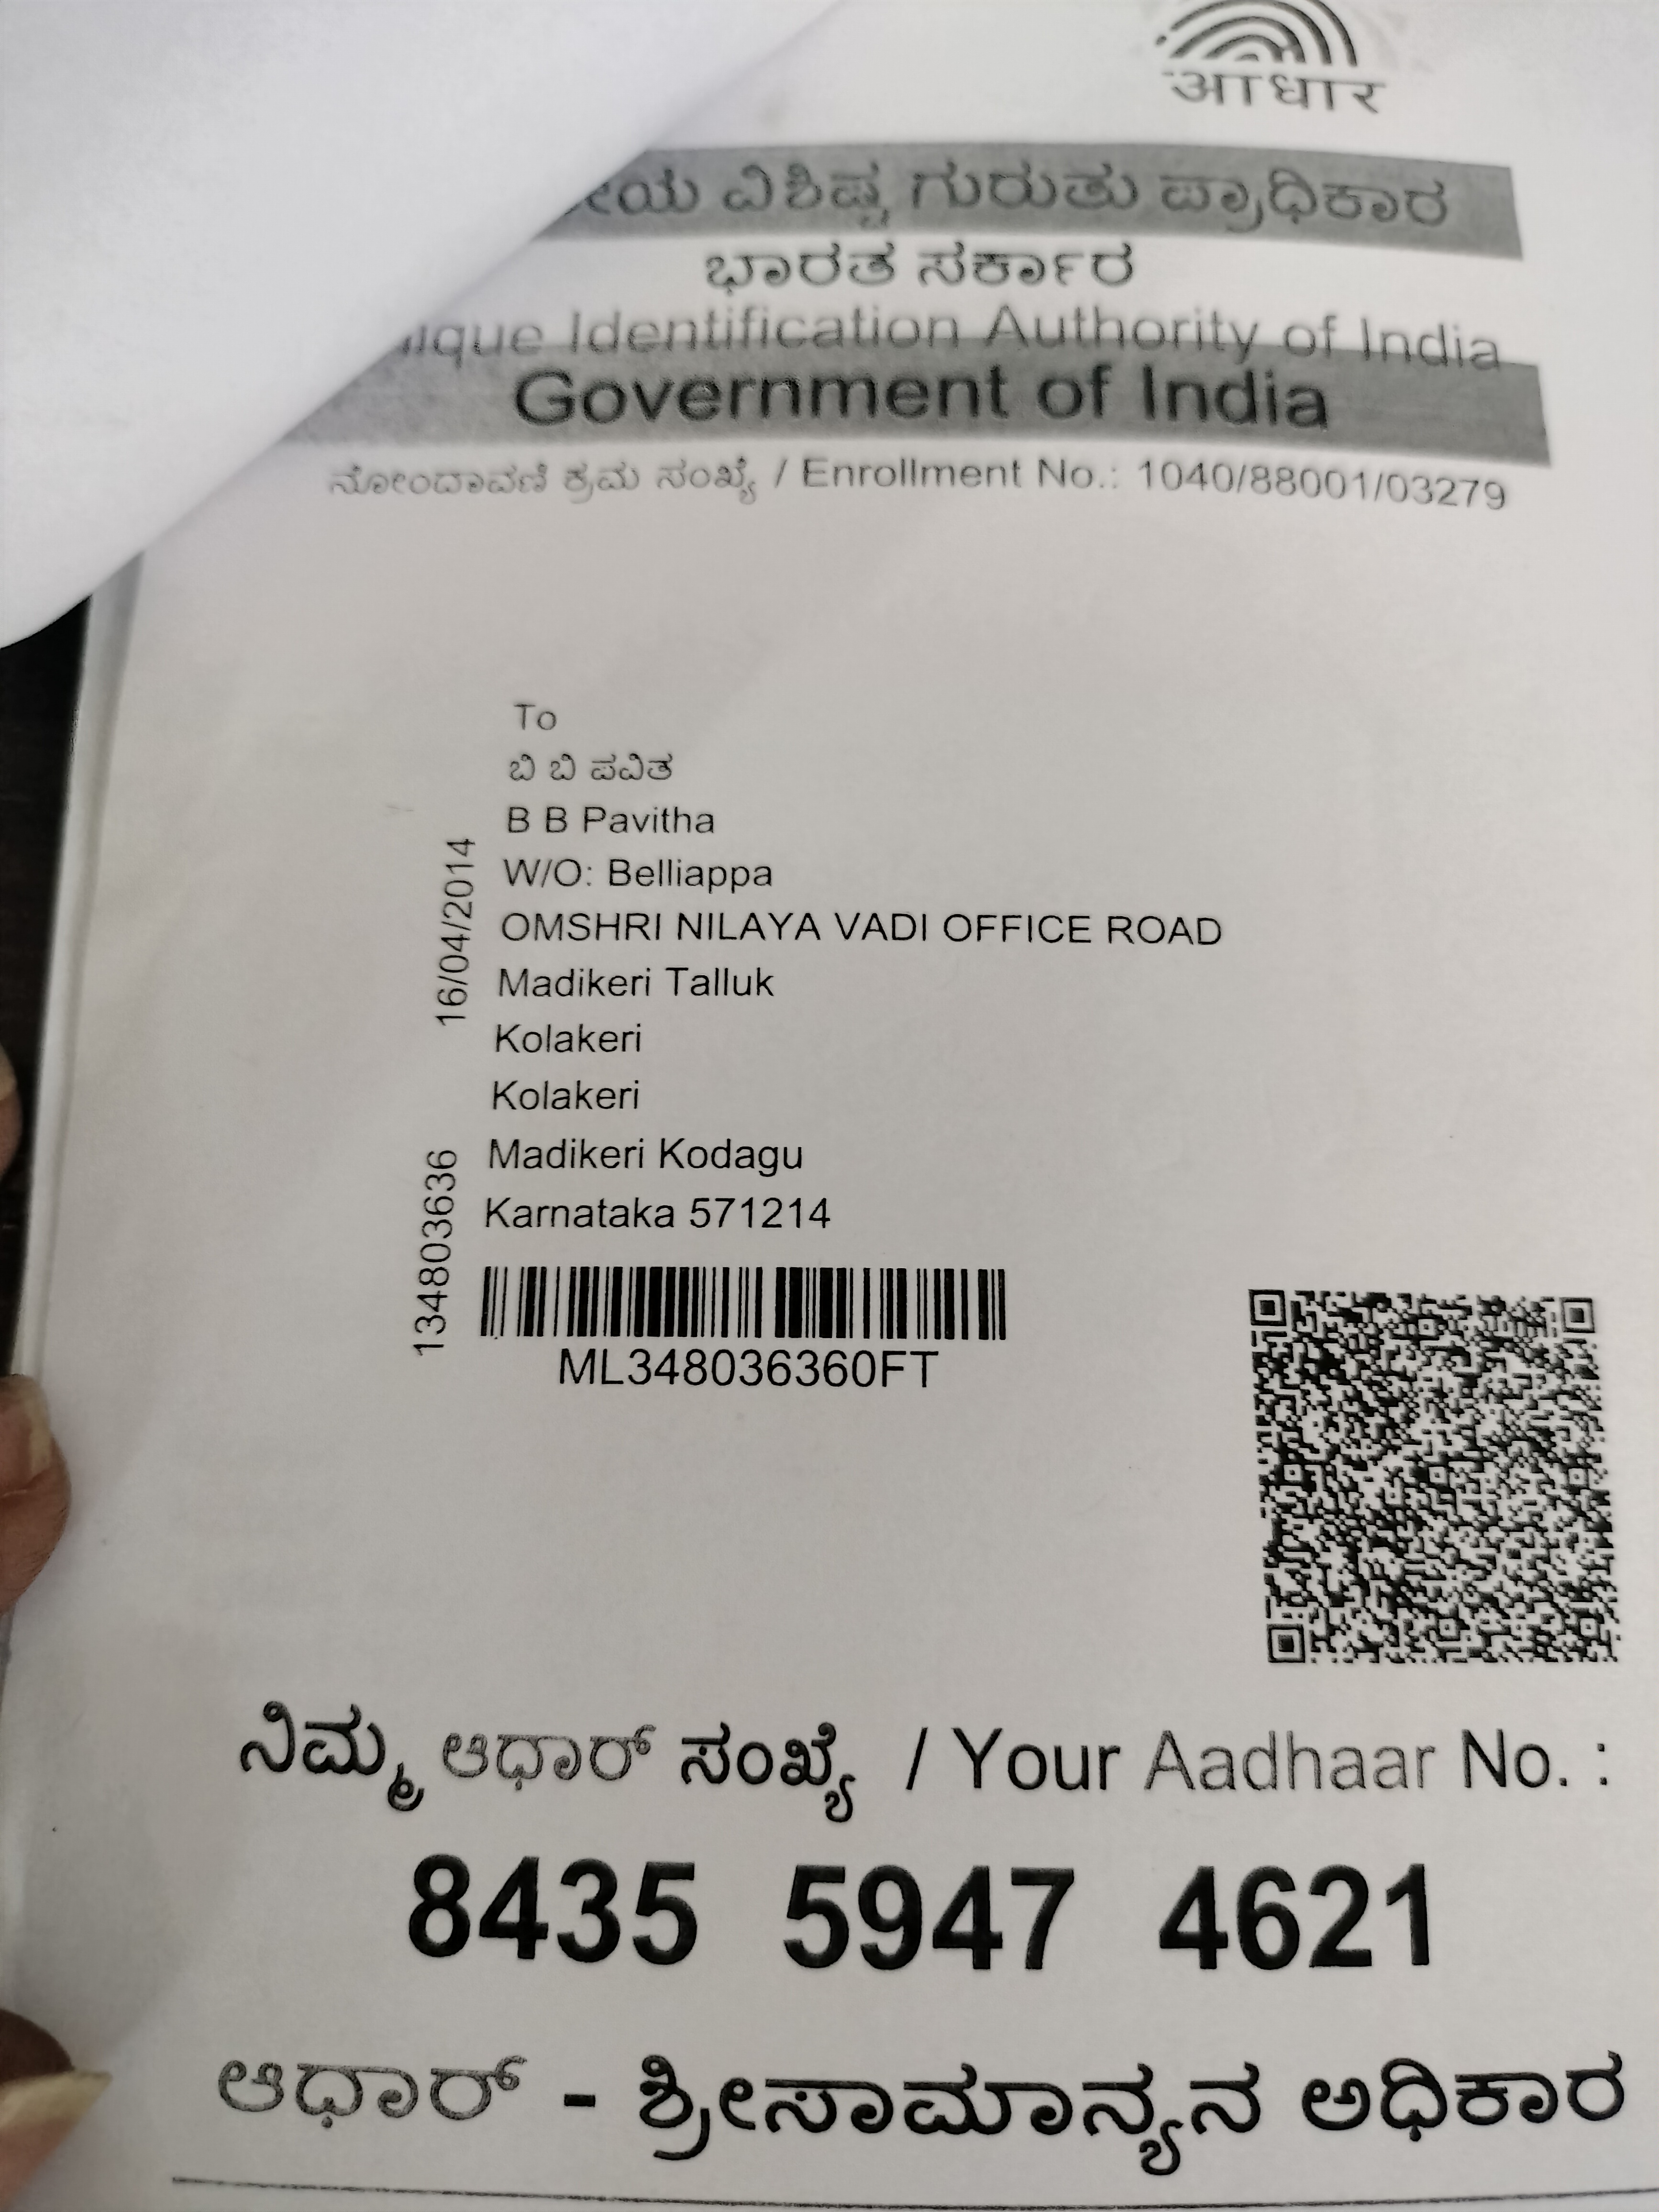 आधार
ವಿಶಿಷ್ಟ ಗುರುತು ಪ್ರಾಧಿಕಾರ
ಭಾರತ ಸರ್ಕಾರ
Identification Authority of India
Government of India
ನೋಂದಾವಣಿ ಕ್ರಮ ಸಂಖ್ಯೆ / Enrollment No.: 1040/88001/03279
To
ಬಿ ಬಿ ಪವಿತ
B B Pavitha
W/O: Belliappa
OMSHRI NILAYA VADI OFFICE ROAD
Madikeri Talluk
Kolakeri
Kolakeri
Madikeri Kodagu
Karnataka 571214
16/04/2014
134803636
ML348036360FT
ನಿಮ್ಮ ಆಧಾರ್ ಸಂಖ್ಯೆ / Your Aadhaar No. :
8435 5947 4621
ಆಧಾರ್ - ಶ್ರೀಸಾಮಾನ್ಯನ ಅಧಿಕಾರ